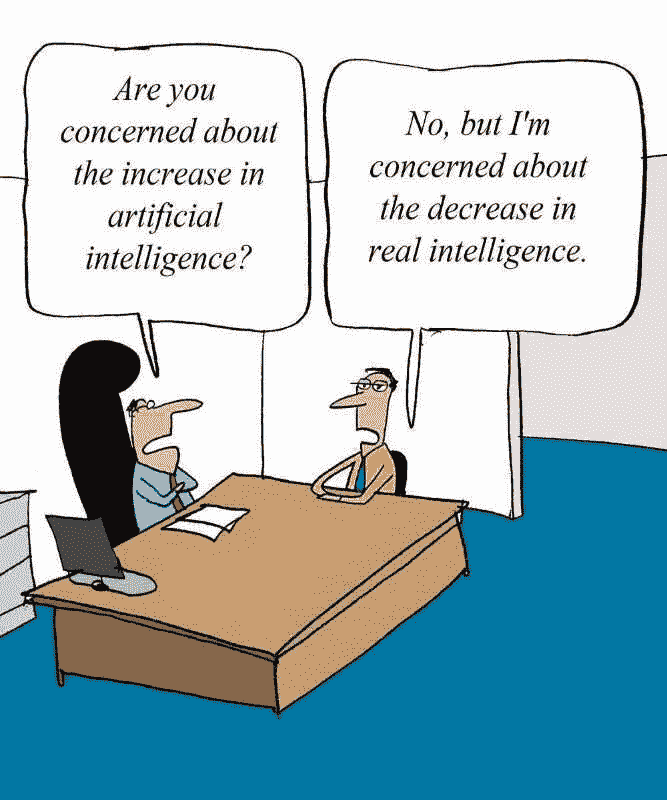 Are you
concerned about
the increase in
artificial
intelligence?
No, but I'm
concerned about
the decrease in
real intelligence.